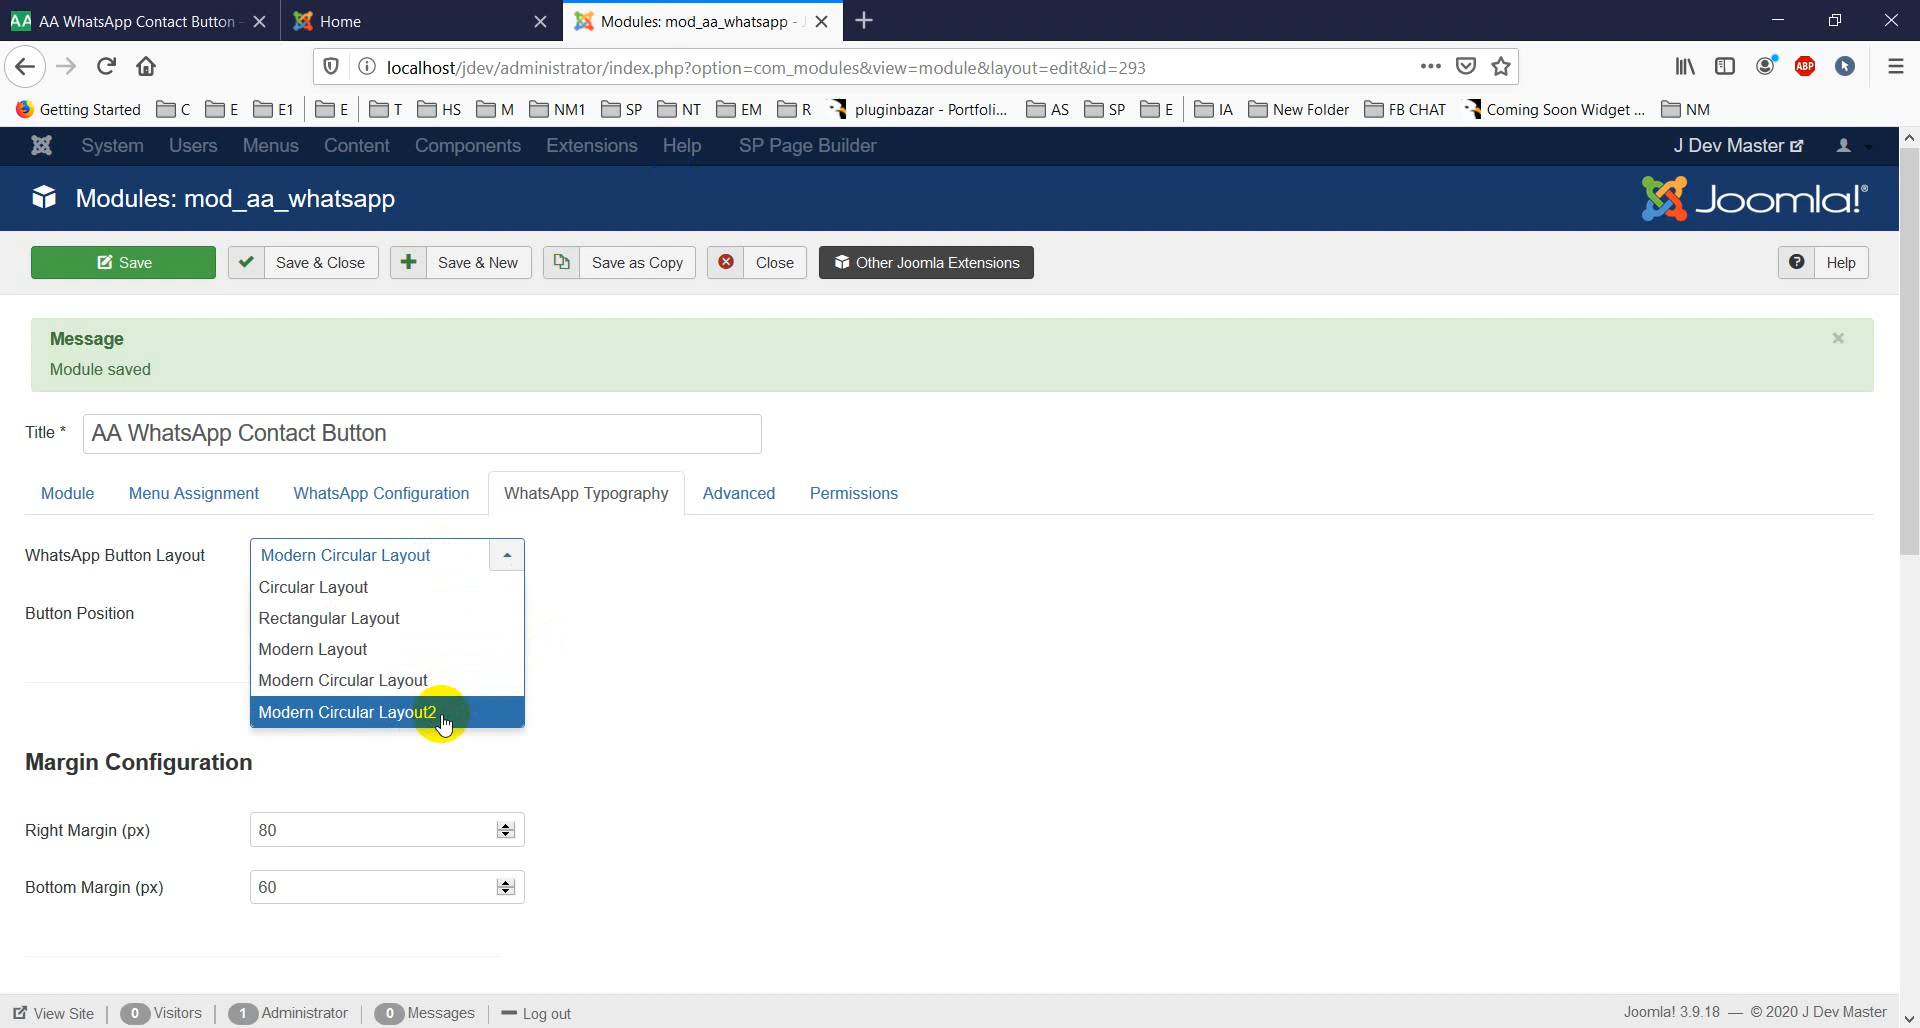 AA WhatsApp Contact Button
Home
Modules: mod_aa_whatsapp -
localhost/jdev/administrator/index.php?option=com_modules&view=module&layout=edit&id=293
ABP
Getting Started C E E1 E T HS M NM1 SP NT EM R pluginbazar - Portfoli... AS SP E IA New Folder FB CHAT Coming Soon Widget ... NM
System Users Menus Content Components Extensions Help SP Page Builder J Dev Master
Modules: mod_aa_whatsapp
Joomla!®
Save Save & Close Save & New Save as Copy Close Other Joomla Extensions Help
Message
Module saved
Title * AA WhatsApp Contact Button
Module Menu Assignment WhatsApp Configuration WhatsApp Typography Advanced Permissions
WhatsApp Button Layout Modern Circular Layout
Circular Layout
Button Position
Rectangular Layout
Modern Layout
Modern Circular Layout
Modern Circular Layout2
Margin Configuration
Right Margin (px) 80
Bottom Margin (px) 60
View Site 0 Visitors 1 Administrator 0 Messages Log out Joomla! 3.9.18 — © 2020 J Dev Master